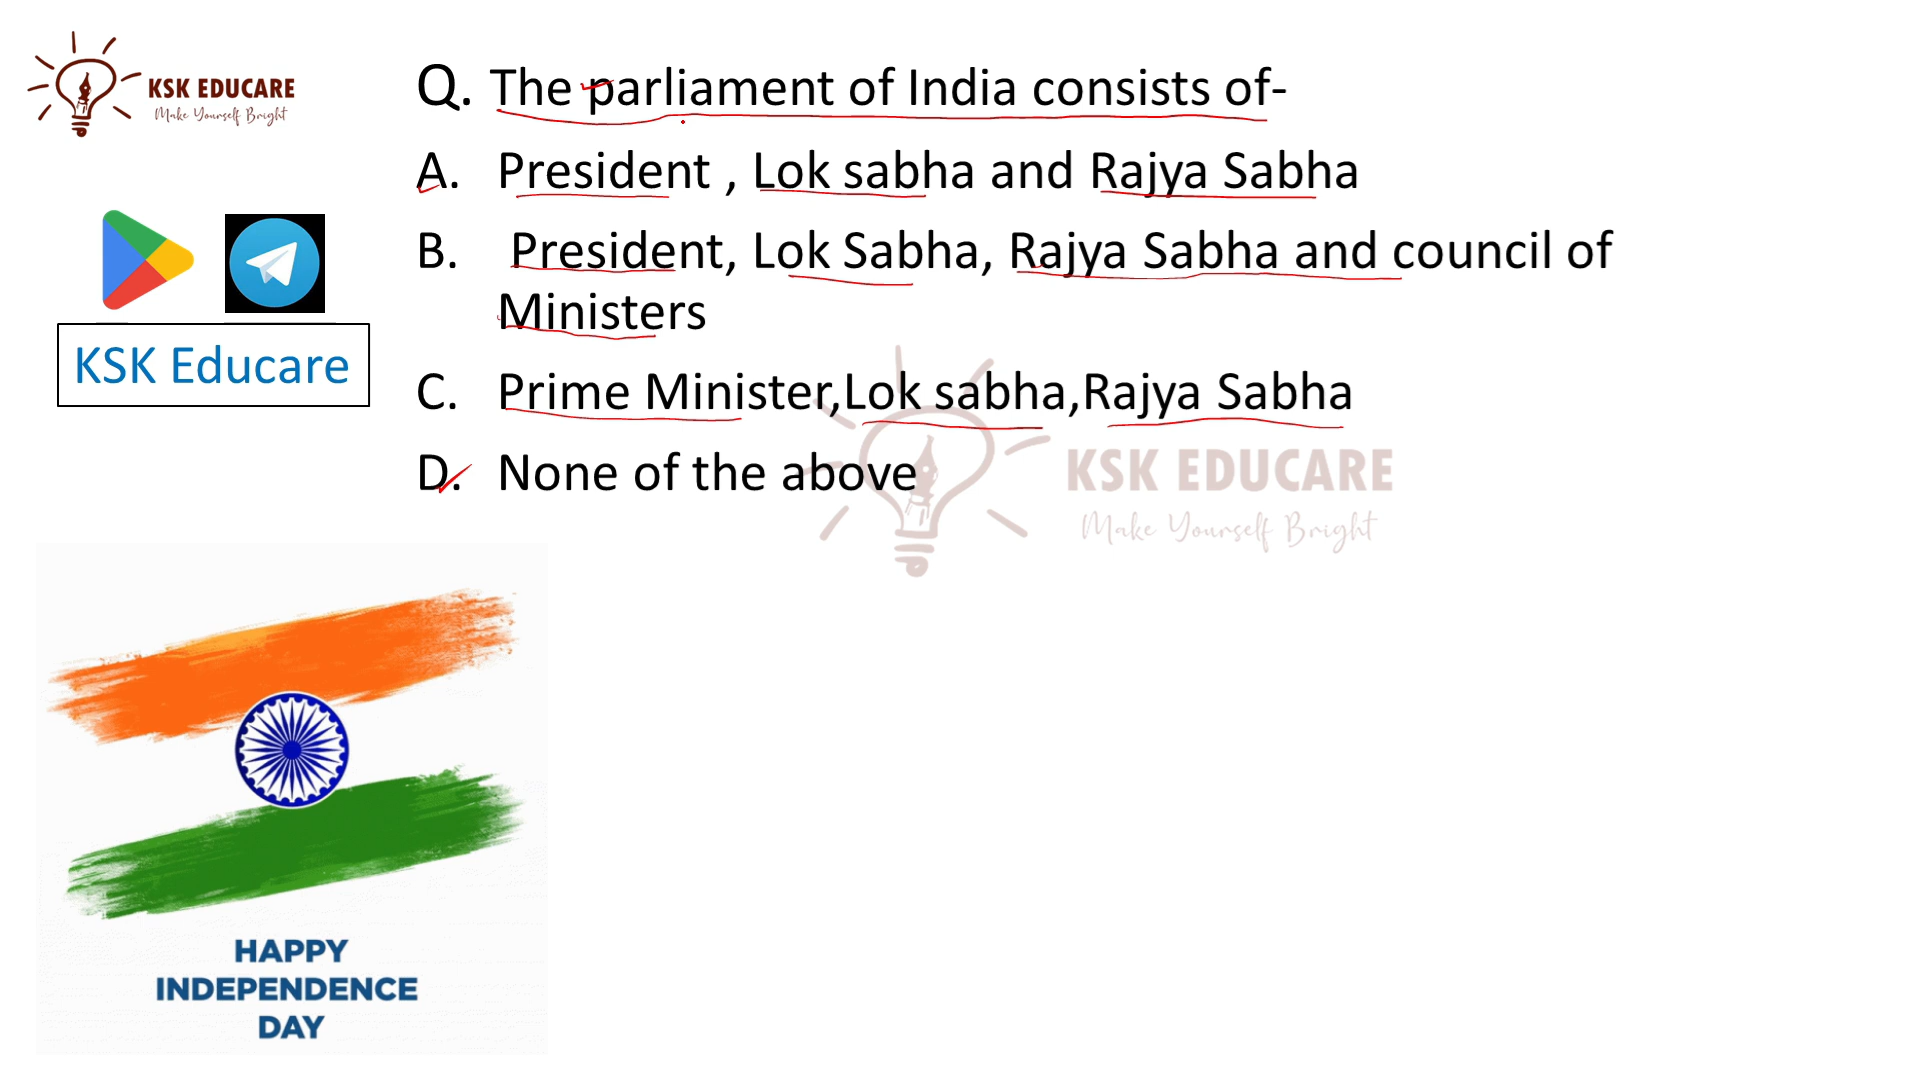 KSK EDUCARE
Make Yourself Bright
Q. The parliament of India consists of-
A. President , Lok sabha and Rajya Sabha
B. President, Lok Sabha, Rajya Sabha and council of
Ministers
C. Prime Minister,Lok sabha,Rajya Sabha
D. None of the above
KSK Educare
KSK EDUCARE
Make Yourself Bright
HAPPY
INDEPENDENCE
DAY